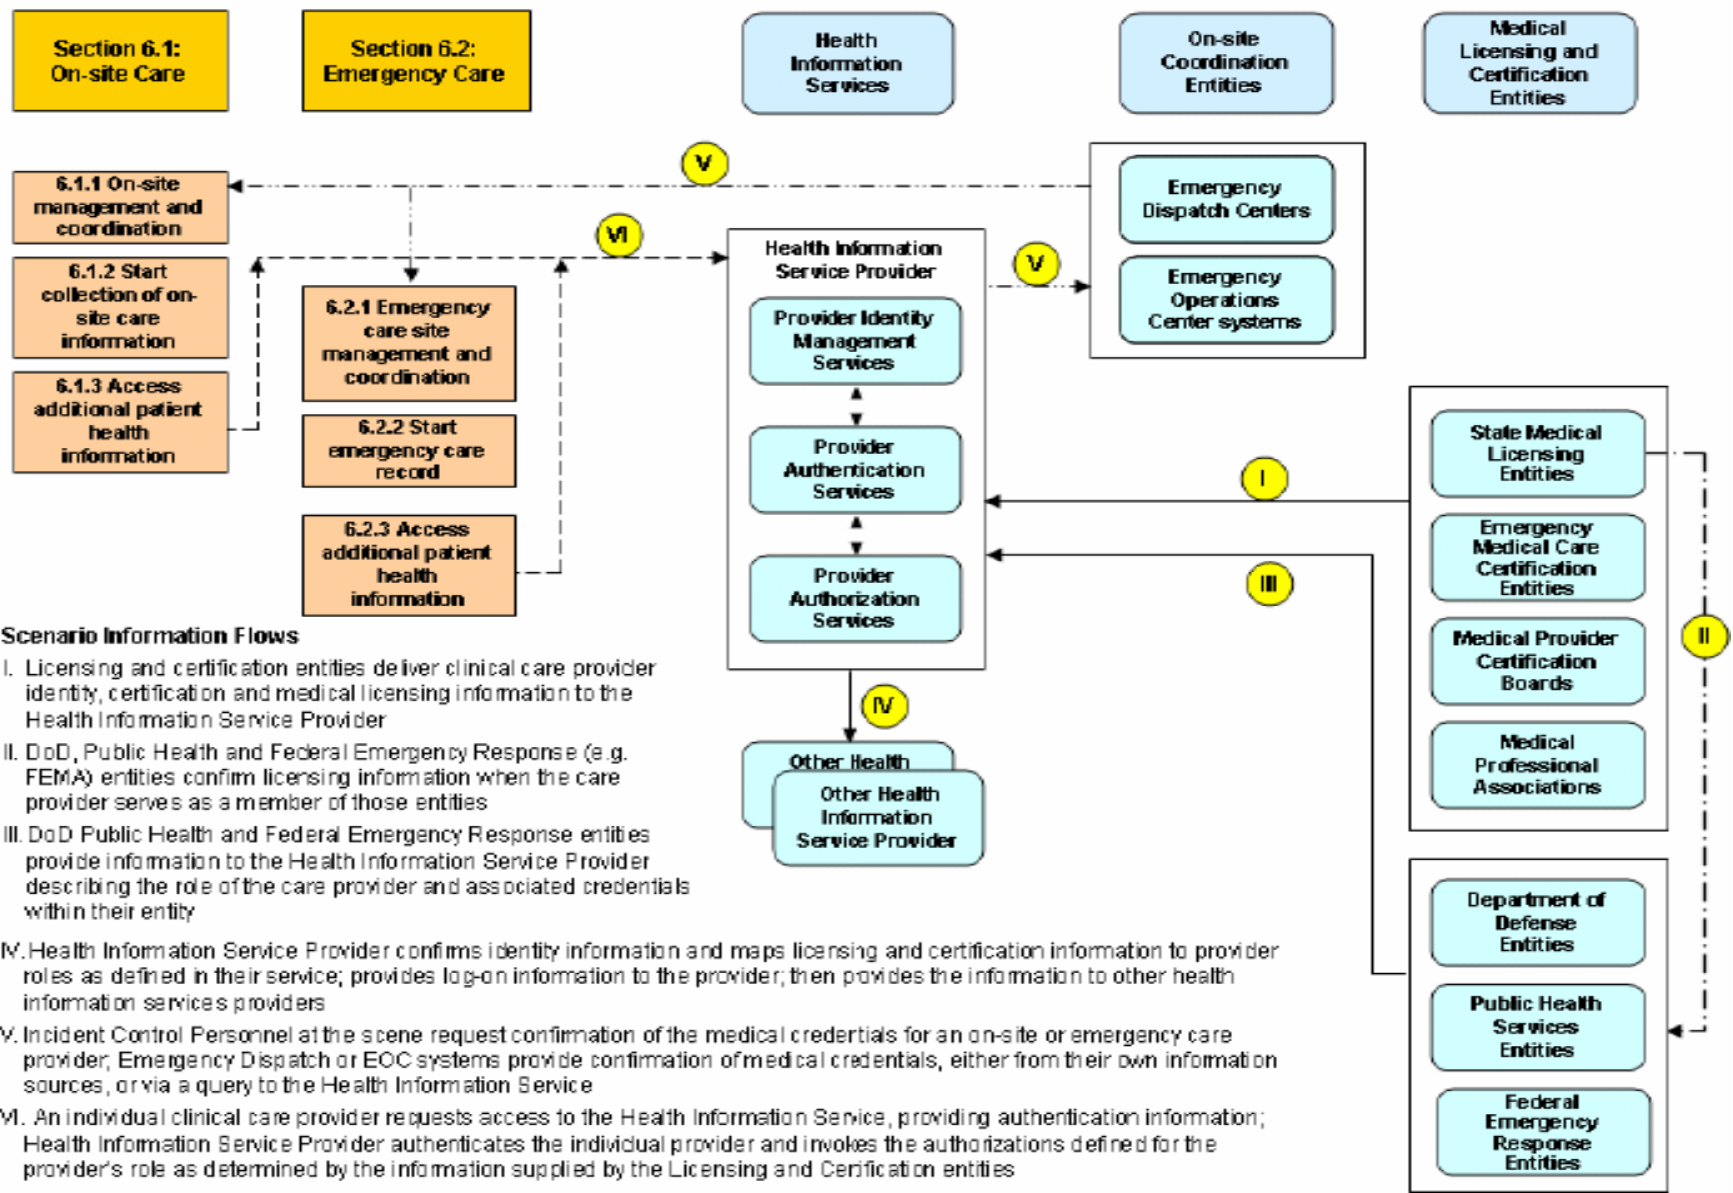 Section 6.1:
On-site Care
Section 6.2:
Emergency Care
Health
Information
Services
On-site
Coordination
Entities
Medical
Licensing and
Certification
Entities
6.1.1 On-site
management and
coordination
6.1.2 Start
collection of on-
site care
information
6.1.3 Access
additional patient
health
information
6.2.1 Emergency
care site
management and
coordination
6.2.2 Start
emergency care
record
6.2.3 Access
additional patient
health
information
V
VI
Health Information
Service Provider
Provider Identity
Management
Services
Provider
Authentication
Services
Provider
Authorization
Services
IV
Other Health
Other Health
Information
Service Provider
V
Emergency
Dispatch Centers
Emergency
Operations
Center systems
I
III
State Medical
Licensing
Entities
Emergency
Medical Care
Certification
Entities
Medical Provider
Certification
Boards
Medical
Professional
Associations
II
Department of
Defense
Entities
Public Health
Services
Entities
Federal
Emergency
Response
Entities
Scenario Information Flows
I. Licensing and certification entities deliver clinical care provider
identity, certification and medical licensing information to the
Health Information Service Provider
II. DoD, Public Health and Federal Emergency Response (e.g.
FEMA) entities confirm licensing information when the care
provider serves as a member of those entities
III. DoD Public Health and Federal Emergency Response entities
provide information to the Health Information Service Provider
describing the role of the care provider and associated credentials
within their entity
IV. Health Information Service Provider confirms identity information and maps licensing and certification information to provider
roles as defined in their service; provides log-on information to the provider; then povides the information to other health
information services providers
V. Incident Control Personnel at the scene request confirmation of the medical credentials for an on-site or emergency care
provider; Emergency Dispatch or EOC systems provide confirmation of medical credentials, either from their own information
sources, or via a query to the Health Information Service
VI. An individual clinical care provider requests access to the Health Information Service, providing authentication information;
Health Information Service Provider authenticates the individual provider and invokes the authorizations defined for the
provider's role as determined by the information supplied by the Licensing and Cerification entities